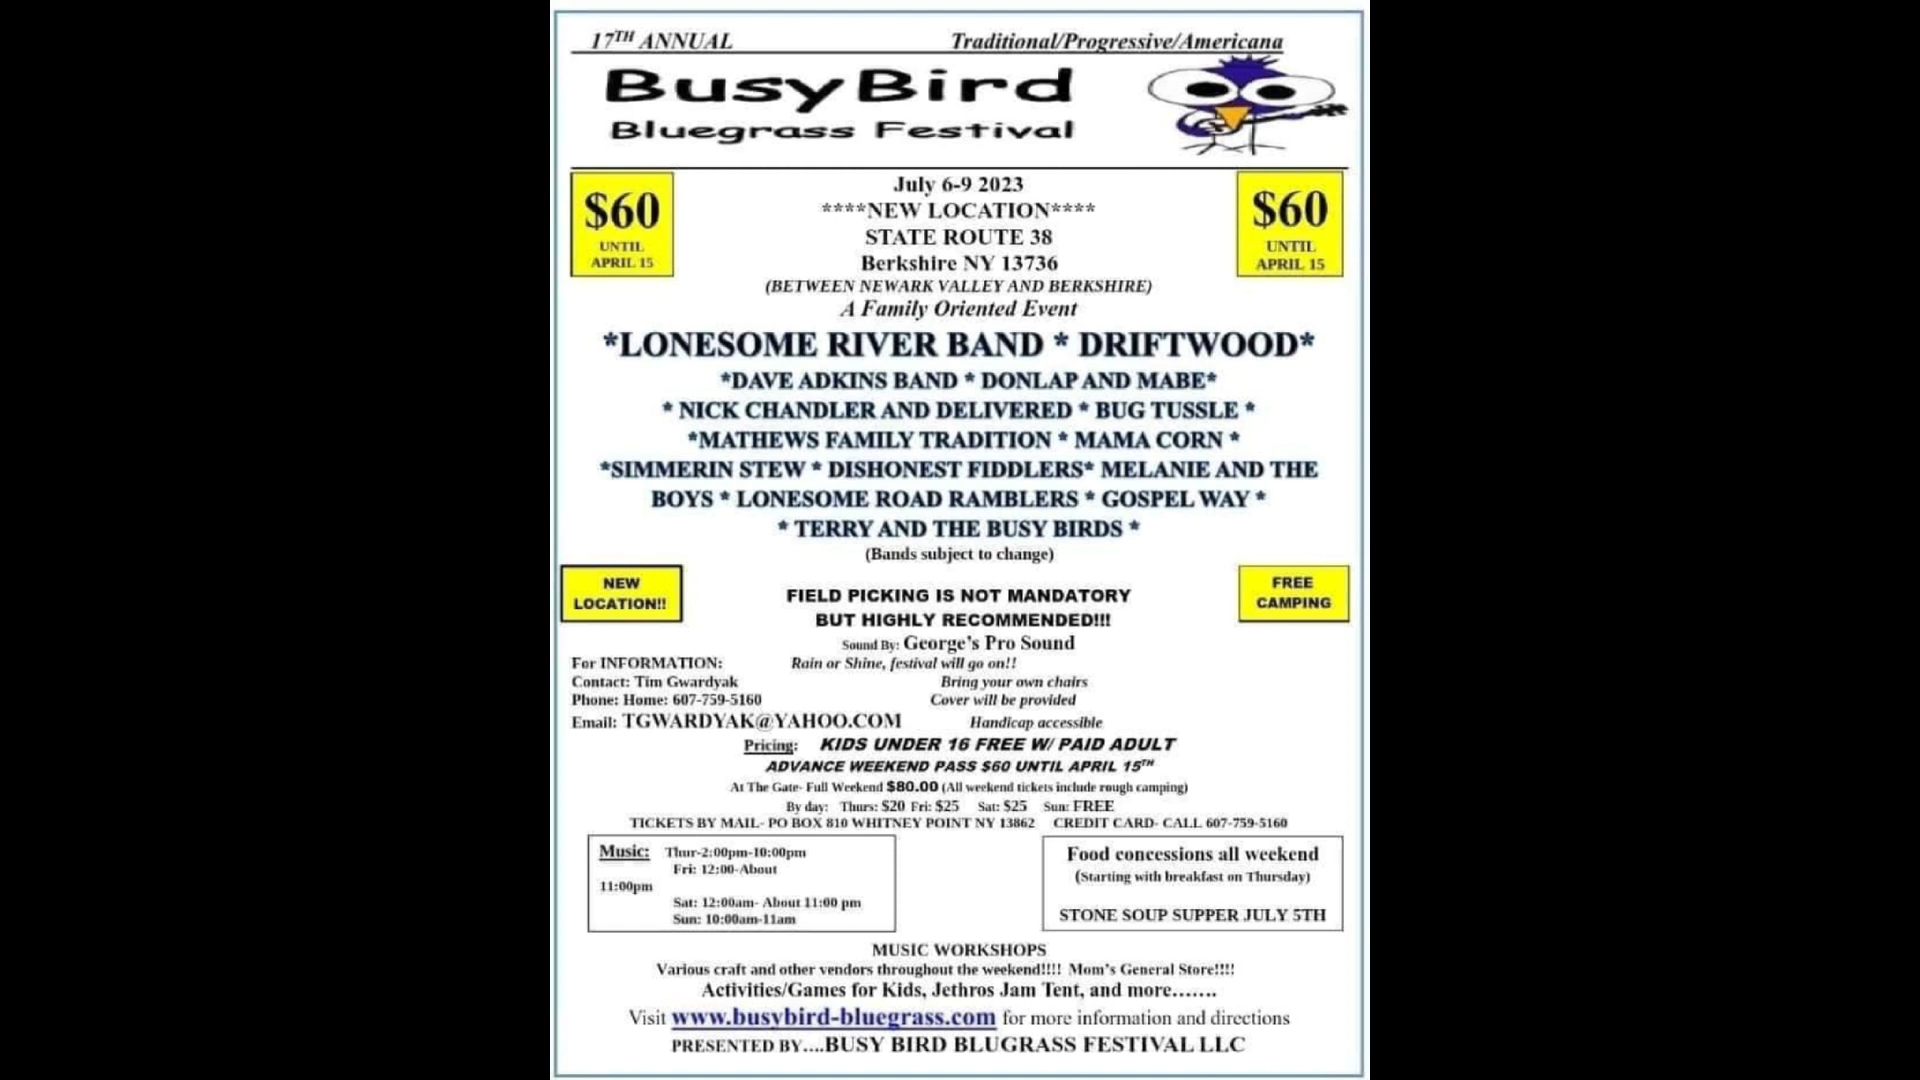 17TH ANNUAL Traditional/Progressive/Americana
BusyBird
Bluegrass Festival
$60
UNTIL
APRIL 15
July 6-9 2023
****NEW LOCATION****
STATE ROUTE 38
Berkshire NY 13736
(BETWEEN NEWARK VALLEY AND BERKSHIRE)
A Family Oriented Event
$60
UNTIL
APRIL 15
*LONESOME RIVER BAND * DRIFTWOOD*
*DAVE ADKINS BAND * DONLAP AND MABE*
* NICK CHANDLER AND DELIVERED * BUG TUSSLE *
*MATHEWS FAMILY TRADITION * MAMA CORN *
*SIMMERIN STEW * DISHONEST FIDDLERS* MELANIE AND THE
BOYS * LONESOME ROAD RAMBLERS * GOSPEL WAY *
* TERRY AND THE BUSY BIRDS *
(Bands subject to change)
NEW
LOCATION!!
FIELD PICKING IS NOT MANDATORY
BUT HIGHLY RECOMMENDED!!!
FREE
CAMPING
Sound By: George's Pro Sound
For INFORMATION: Rain or Shine, festival will go on!!
Contact: Tim Gwardyak Bring your own chairs
Phone: Home: 607-759-5160 Cover will be provided
Email: TGWARDYAK@YAHOO.COM Handicap accessible
Pricing: KIDS UNDER 16 FREE W/ PAID ADULT
ADVANCE WEEKEND PASS $60 UNTIL APRIL 15TH
At The Gate- Full Weekend $80.00 (All weekend tickets include rough camping)
By day: Thurs: $20 Fri: $25 Sat: $25 Sun: FREE
TICKETS BY MAIL- PO BOX 810 WHITNEY POINT NY 13862 CREDIT CARD- CALL 607-759-5160
Music: Thur-2:00pm-10:00pm
Fri: 12:00-About
11:00pm
Sat: 12:00am- About 11:00 pm
Sun: 10:00am-11am
Food concessions all weekend
(Starting with breakfast on Thursday)
STONE SOUP SUPPER JULY 5TH
MUSIC WORKSHOPS
Various craft and other vendors throughout the weekend!!!! Mom's General Store!!!!
Activities/Games for Kids, Jethros Jam Tent, and more…….
Visit www.busybird-bluegrass.com for more information and directions
PRESENTED BY….BUSY BIRD BLUGRASS FESTIVAL LLC